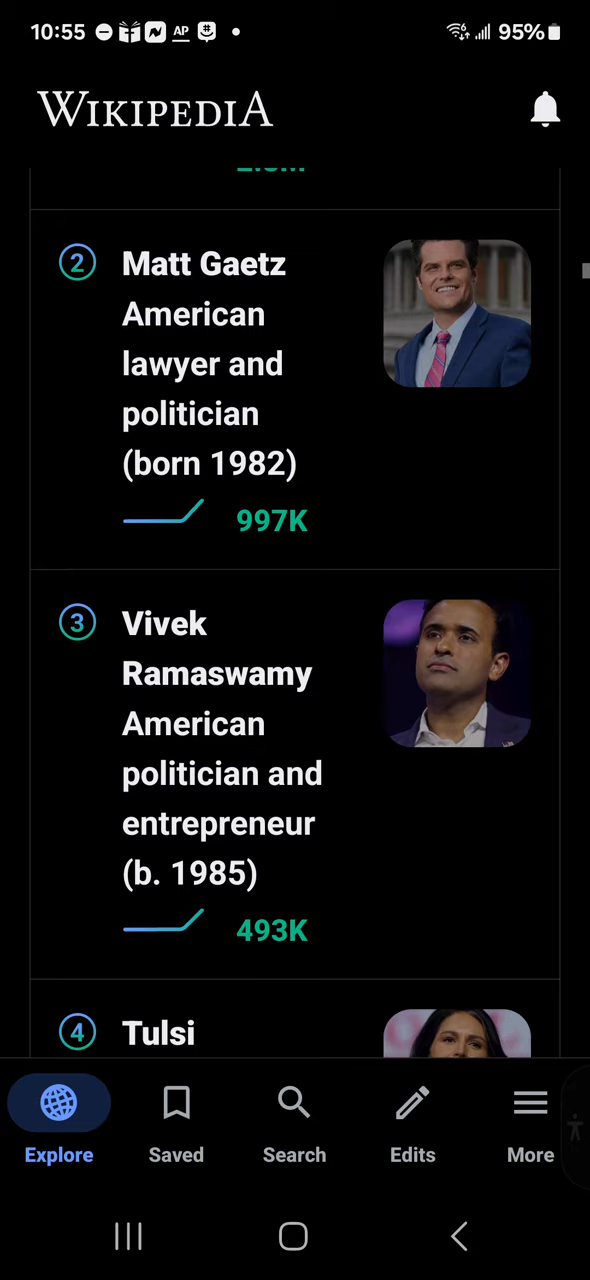 10:55 AP 95%
WIKIPEDIA
2 Matt Gaetz
American
lawyer and
politician
(born 1982)
997K
3 Vivek
Ramaswamy
American
politician and
entrepreneur
(b. 1985)
493K
4 Tulsi
Explore Saved Search Edits More